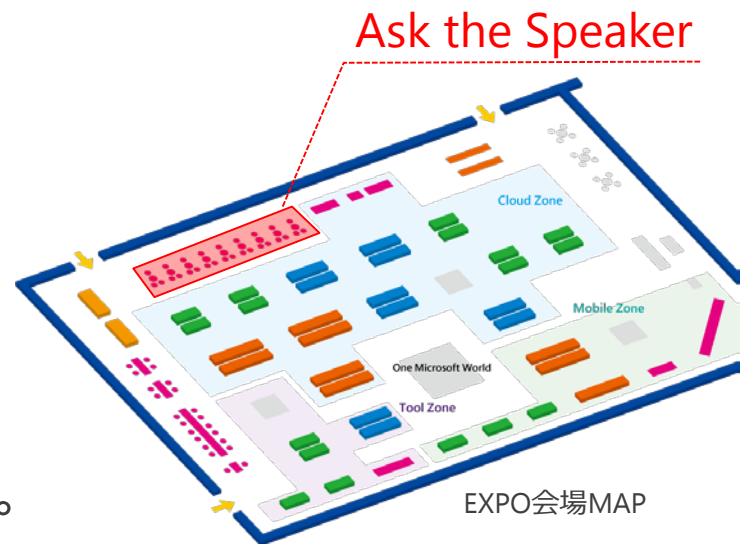 Ask the Speaker
Cloud Zone
Mobile Zone
One Microsoft World
Tool Zone
EXPO会場MAP
。